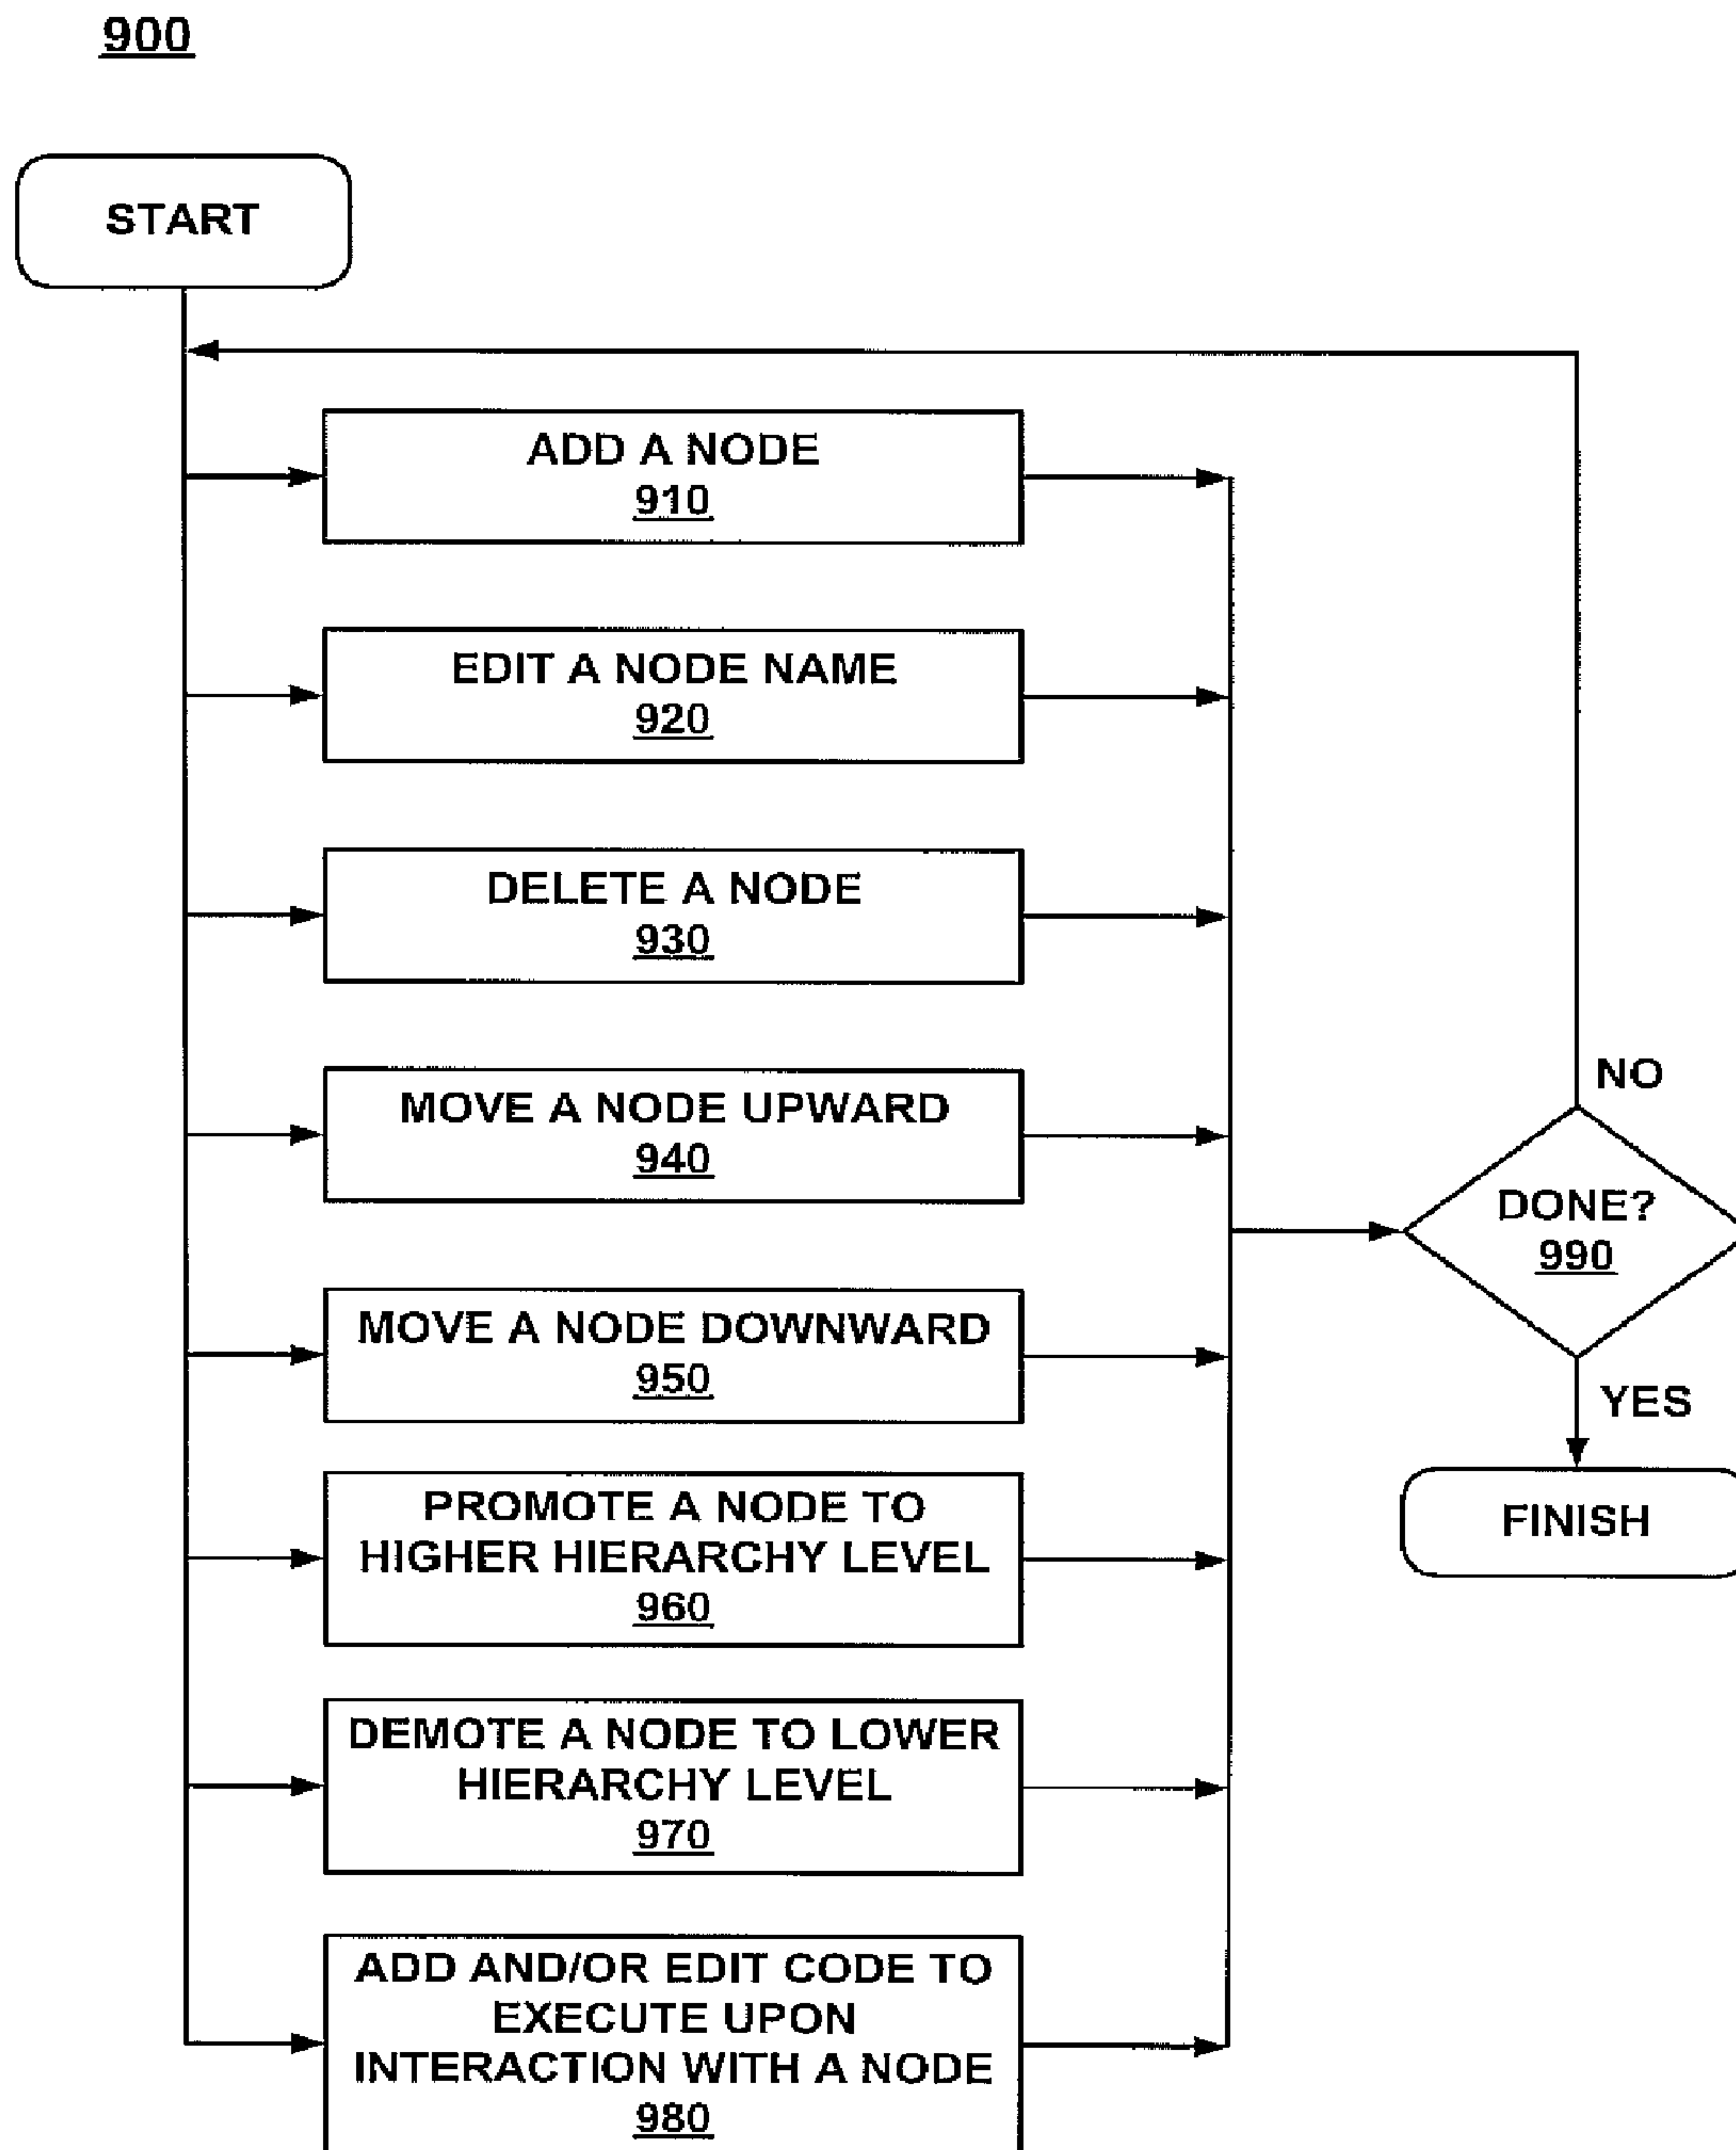 900
START
ADD A NODE
910
EDIT A NODE NAME
920
DELETE A NODE
930
MOVE A NODE UPWARD
940
MOVE A NODE DOWNWARD
950
PROMOTE A NODE TO
HIGHER HIERARCHY LEVEL
960
DEMOTE A NODE TO LOWER
HIERARCHY LEVEL
970
ADD AND/OR EDIT CODE TO
EXECUTE UPON
INTERACTION WITH A NODE
980
NO
DONE?
990
YES
FINISH